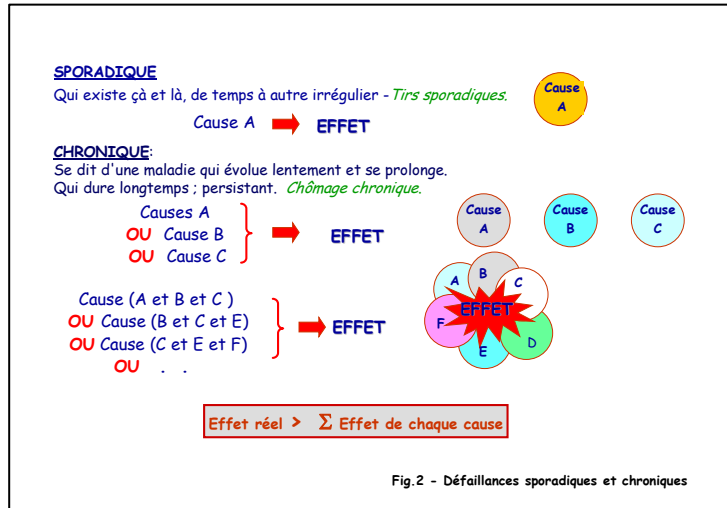 SPORADIQUE
Qui existe çà et là, de temps à autre irrégulier - Tirs sporadiques.
Cause A
EFFET
Cause
A
CHRONIQUE:
Se dit d'une maladie qui évolue lentement et se prolonge.
Qui dure longtemps ; persistant. Chômage chronique.
Causes A
OU Cause B
OU Cause C
EFFET
Cause
A
Cause
B
Cause
C
Cause (A et B et C )
OU Cause (B et C et E)
OU Cause (C et E et F)
OU . .
EFFET
A
B
C
F
EFFET
E
D
Effet réel > Σ Effet de chaque cause
Fig.2 - Défaillances sporadiques et chroniques